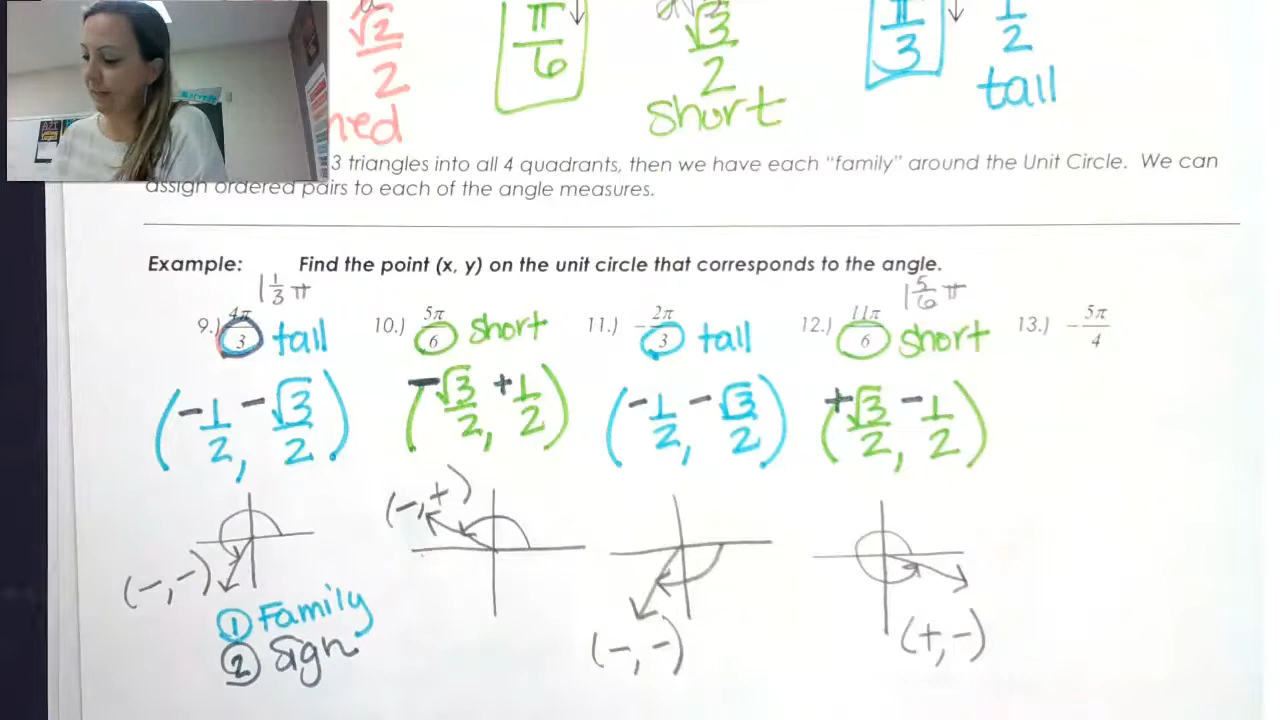 √2/2 π/6 √3/2 π/3 1/2
short tall
3 triangles into all 4 quadrants, then we have each “family” around the Unit Circle. We can
assign ordered pairs to each of the angle measures.
Example: Find the point (x, y) on the unit circle that corresponds to the angle.
1 1/3 π 1 5/6 π
9.) 4π/3 tall 10.) 5π/6 short 11.) -2π/3 tall 12.) 11π/6 short 13.) -5π/4
(-1/2, -√3/2) (-√3/2, +1/2) (-1/2, -√3/2) (+√3/2, -1/2)
(-,+)
(-,-)
① Family
(-,-) (+,-)
② Sign